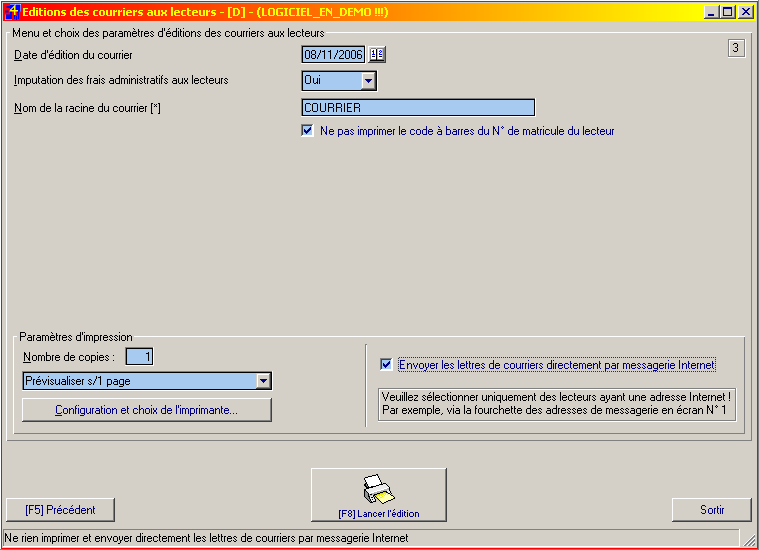 Editions des courriers aux lecteurs - [D] - (LOGICIEL_EN_DEMO !!!)
Menu et choix des paramètres d'éditions des courriers aux lecteurs
3
Date d'édition du courrier 08/11/2006
Imputation des frais administratifs aux lecteurs Oui
Nom de la racine du courrier [*] COURRIER
Ne pas imprimer le code à barres du N° de matricule du lecteur
Paramètres d'impression
Nombre de copies : 1
Envoyer les lettres de courriers directement par messagerie Internet
Prévisualiser s/1 page
Veuillez sélectionner uniquement des lecteurs ayant une adresse Internet !
Par exemple, via la fourchette des adresses de messagerie en écran N° 1
Configuration et choix de l'imprimante...
[F5] Précédent
[F8] Lancer l'édition
Sortir
Ne rien imprimer et envoyer directement les lettres de courriers par messagerie Internet